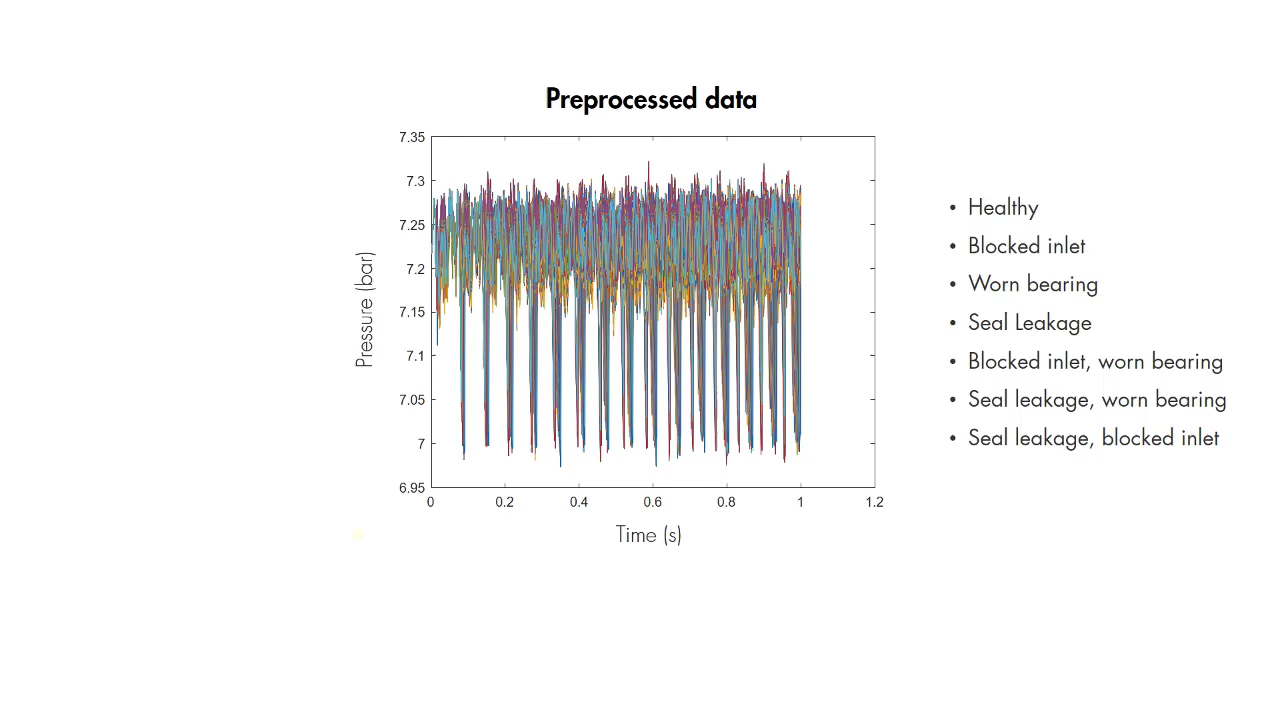 Preprocessed data
7.35
7.3
7.25
7.2
7.15
7.1
7.05
7
6.95
0 0.2 0.4 0.6 0.8 1 1.2
Pressure (bar)
Time (s)
• Healthy
• Blocked inlet
• Worn bearing
• Seal Leakage
• Blocked inlet, worn bearing
• Seal leakage, worn bearing
• Seal leakage, blocked inlet